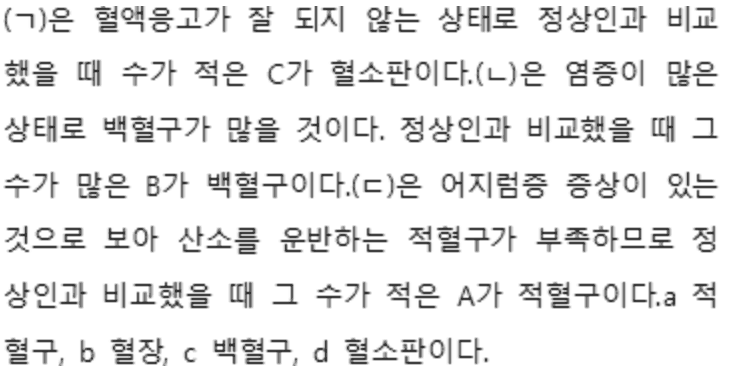 (ㄱ)은 혈액응고가 잘 되지 않는 상태로 정상인과 비교
했을 때 수가 적은 C가 혈소판이다.(ㄴ)은 염증이 많은
상태로 백혈구가 많을 것이다. 정상인과 비교했을 때 그
수가 많은 B가 백혈구이다.(ㄷ)은 어지럼증 증상이 있는
것으로 보아 산소를 운반하는 적혈구가 부족하므로 정
상인과 비교했을 때 그 수가 적은 A가 적혈구이다.a 적
혈구, b 혈장, c 백혈구, d 혈소판이다.